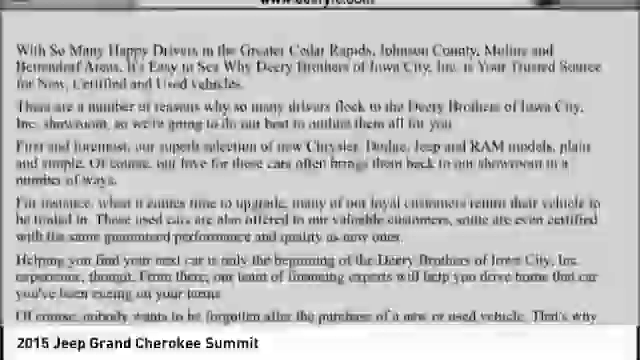 With So Many Happy Drivers in the Greater Cedar Rapids, Johnson County, Moline and
Bettendorf Areas, It's Easy to See Why Deery Brothers of Iowa City, Inc. is Your Trusted Source
for New, Certified and Used vehicles.
There are a number of reasons why so many drivers flock to the Deery Brothers of Iowa City,
Inc. showroom, so we're going to do our best to outline them all for you.
First and foremost, our superb selection of new Chrysler, Dodge, Jeep and RAM models, plain
and simple. Of course, our love for these cars often brings them back to our showroom in a
number of ways.
For instance, when it comes time to upgrade, many of our loyal customers return their vehicle to
be traded in. Those used cars are also offered to our valuable customers, some are even certified
with the same guaranteed performance and quality as new ones.
Helping you find your next car is only the beginning of the Deery Brothers of Iowa City, Inc.
experience, though. From there, our team of financing experts will help you drive home that car
you've been eyeing on your terms.
Of course, nobody wants to be forgotten after the purchase of a new or used vehicle. That's why
2015 Jeep Grand Cherokee Summit